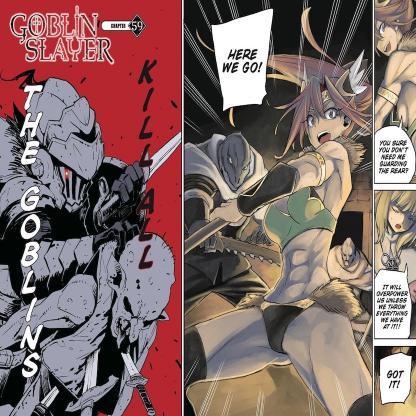 GOBLIN
SLAYER
CHAPTER 59
KILL ALL
THE GOBLINS
HERE
WE GO!
YOU SURE
YOU DON'T
NEED ME
GUARDING
THE REAR?
IT WILL
OVERPOWER
US UNLESS
WE THROW
EVERYTHING
WE HAVE
AT IT!!
GOT
IT!